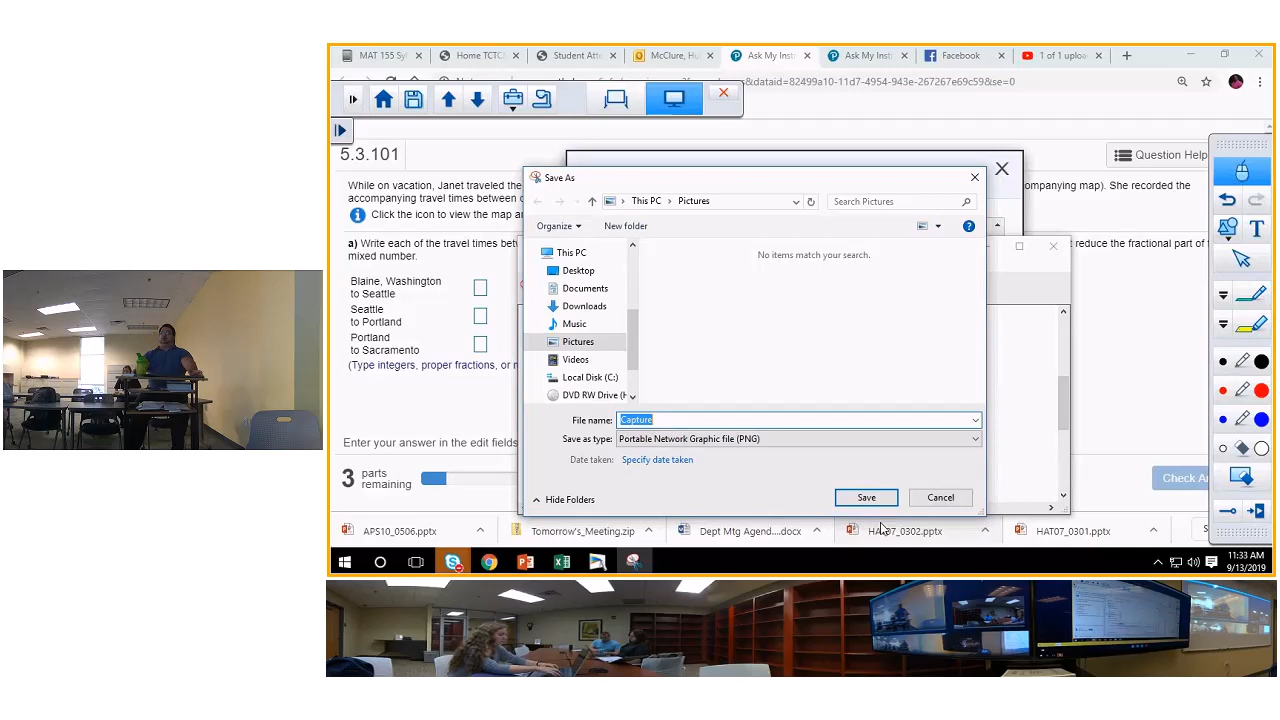 MAT 155 Syl
Home TCTC
Student Atte
McClure, Hu
Ask My Instr
Ask My Instr
Facebook
1 of 1 uploa
s&dataid=82499a10-11d7-4954-943e-267267e69c59&se=0
5.3.101
Question Help
While on vacation, Janet traveled the
companying map). She recorded the
accompanying travel times between c
Click the icon to view the map an
a) Write each of the travel times betw
reduce the fractional part of
mixed number.
Blaine, Washington
to Seattle
Seattle
to Portland
Portland
to Sacramento
(Type integers, proper fractions, or m
Enter your answer in the edit fields
3 parts
remaining
Check An
Save As
This PC
Pictures
Search Pictures
Organize
New folder
This PC
Desktop
Documents
Downloads
Music
Pictures
Videos
Local Disk (C:)
DVD RW Drive (H
No items match your search.
File name: Capture
Save as type: Portable Network Graphic file (PNG)
Date taken: Specify date taken
Hide Folders
Save
Cancel
T
APS10_0506.pptx
Tomorrow's_Meeting.zip
Dept Mtg Agend....docx
HAT07_0302.pptx
HAT07_0301.pptx
S
11:33 AM
9/13/2019